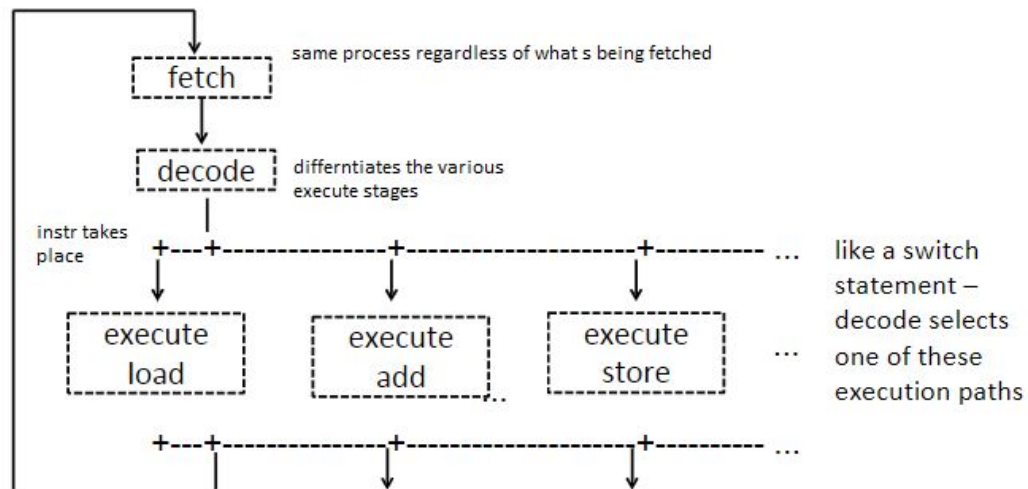 same process regardless of what s being fetched
fetch
decode
differntiates the various
execute stages
instr takes
place
+---+-------------------+--------------------------+------------- ...
like a switch
statement –
decode selects
one of these
execution paths
execute
load
execute
add
...
execute
store
...
+---+-------------------+--------------------------+------------- ...